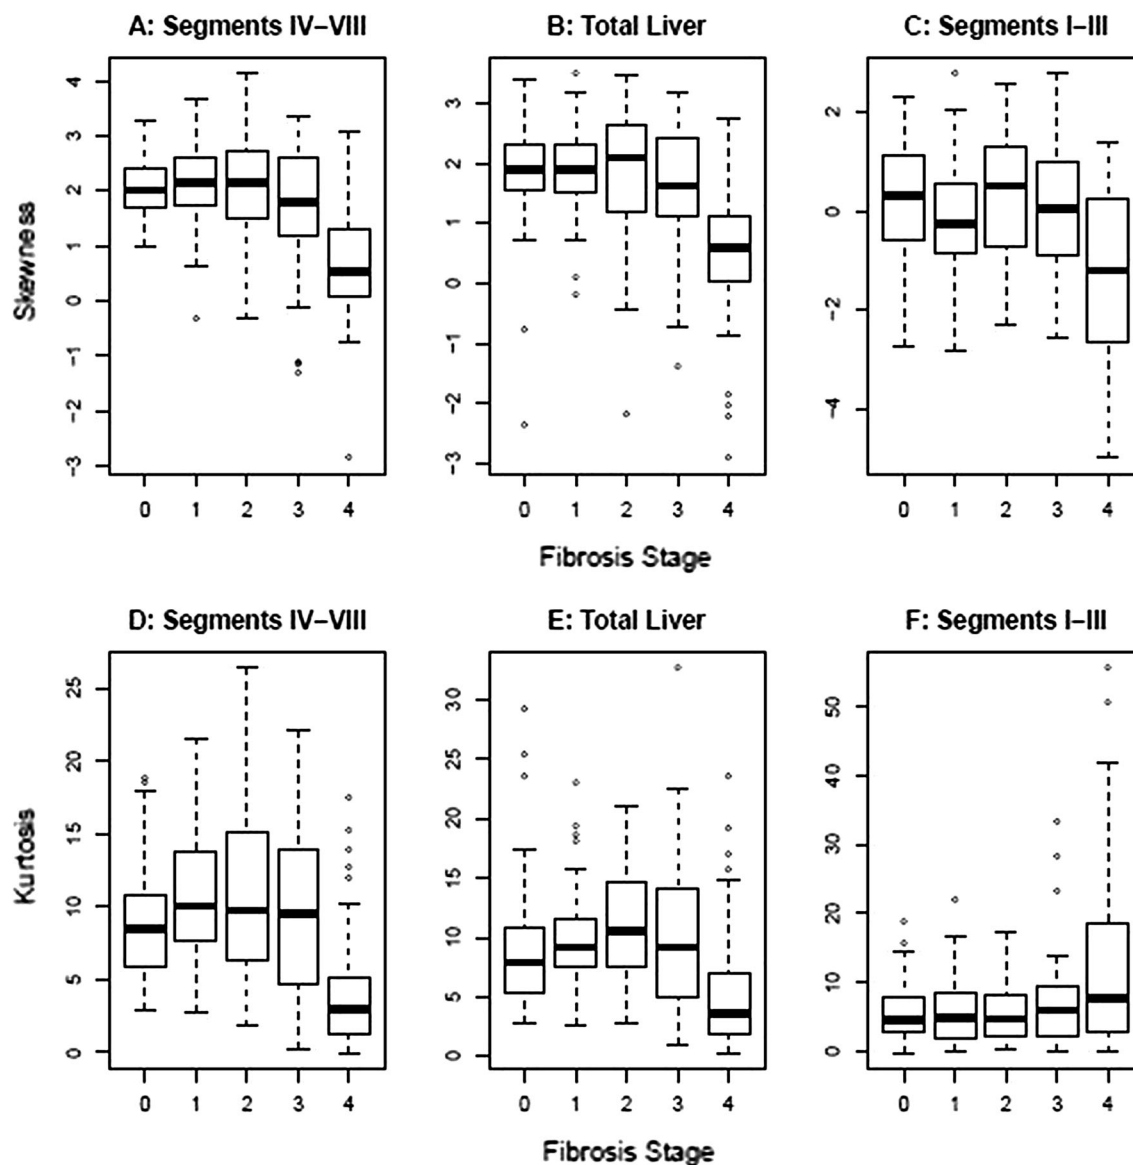 A: Segments IV–VIII
B: Total Liver
C: Segments I–III
Skewness
4
3
2
1
0
−1
−2
−3
3
2
1
0
−1
−2
−3
2
0
−2
−4
0 1 2 3 4
0 1 2 3 4
0 1 2 3 4
Fibrosis Stage
D: Segments IV–VIII
E: Total Liver
F: Segments I–III
Kurtosis
25
20
15
10
5
0
30
25
20
15
10
5
0
50
40
30
20
10
0
0 1 2 3 4
0 1 2 3 4
0 1 2 3 4
Fibrosis Stage